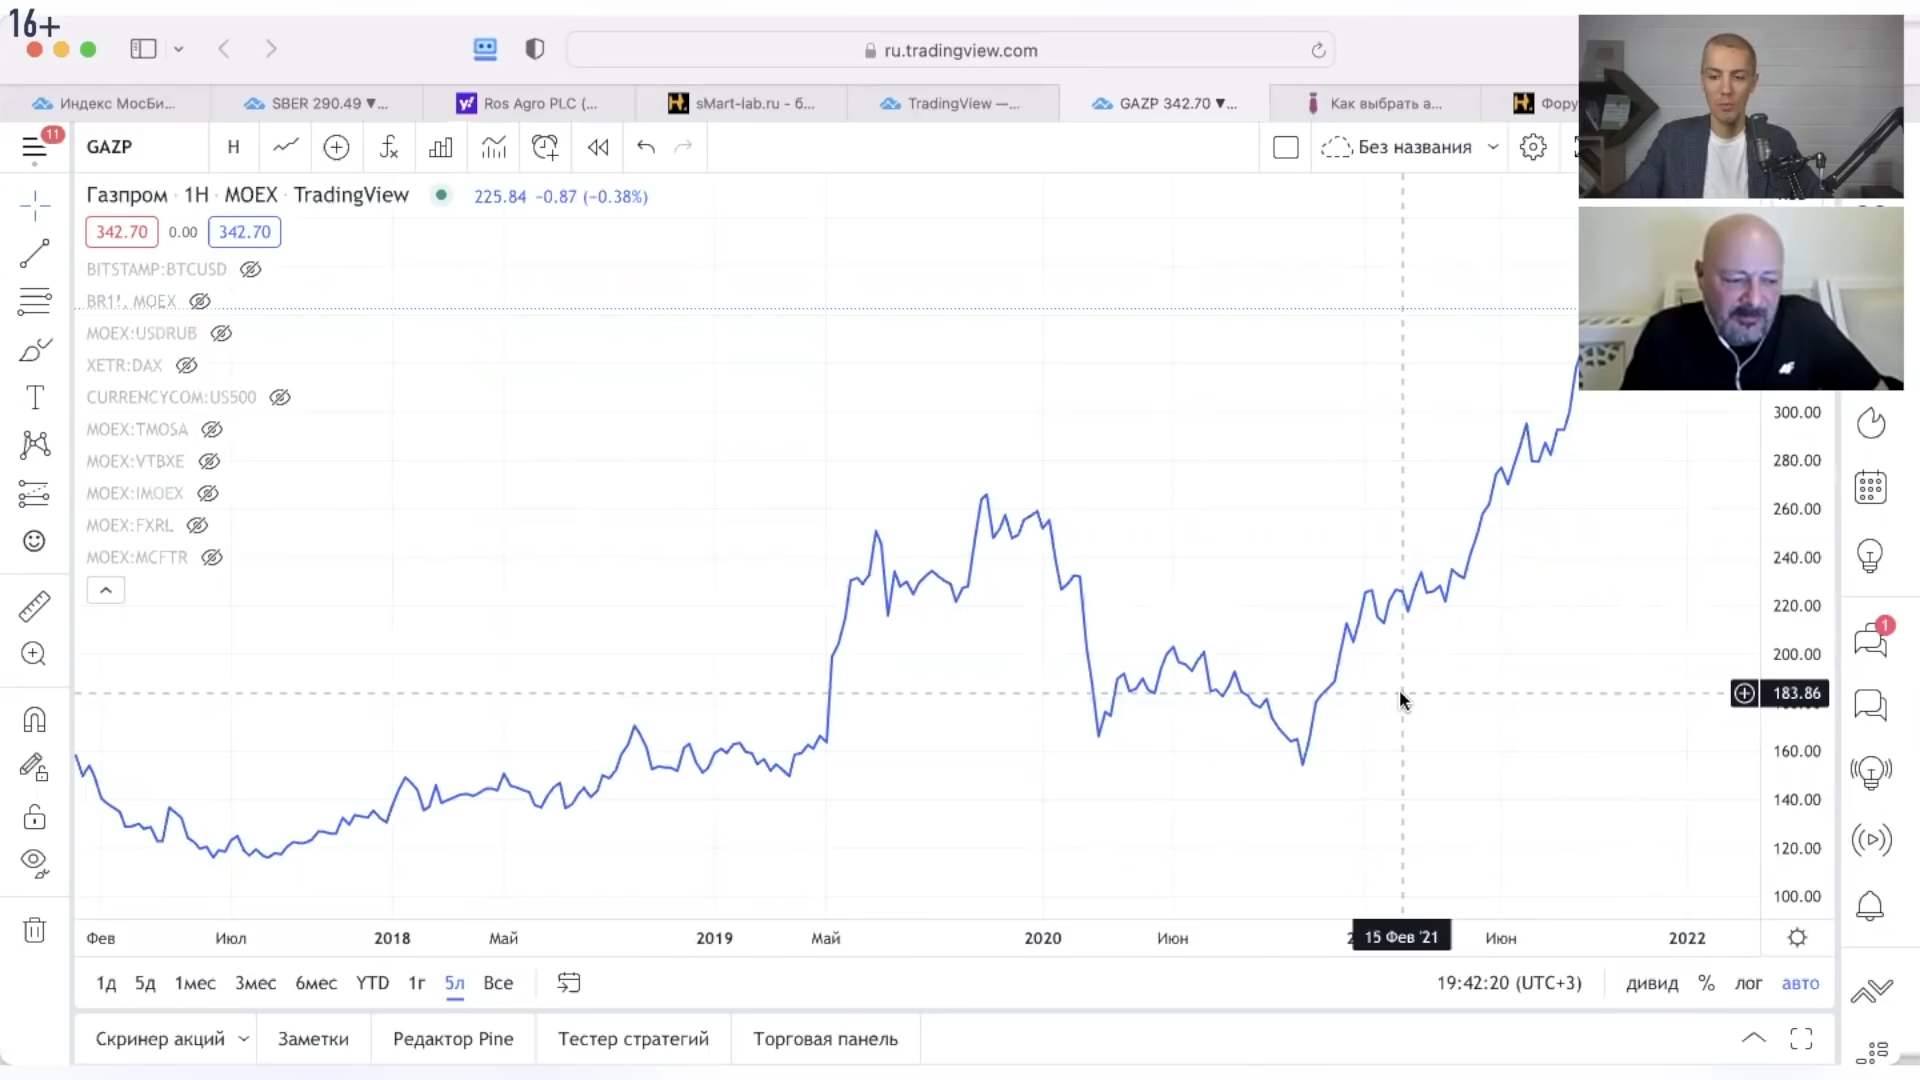 16+
ru.tradingview.com
Индекс МосБи...
SBER 290.49 ▼...
Ros Agro PLC (...
sMart-lab.ru - б...
TradingView —...
GAZP 342.70 ▼...
Как выбрать а...
Фору
11
GAZP
Н
Без названия
Газпром · 1Н · MOEX · TradingView
225.84 −0.87 (−0.38%)
342.70
0.00
342.70
BITSTAMP:BTCUSD
BR1!, MOEX
MOEX:USDRUB
XETR:DAX
CURRENCYCOM:US500
MOEX:TMOSA
MOEX:VTBXE
MOEX:IMOEX
MOEX:FXRL
MOEX:MCFTR
300.00
280.00
260.00
240.00
220.00
200.00
183.86
160.00
140.00
120.00
100.00
1
Фев
Июл
2018
Май
2019
Май
2020
Июн
15 Фев '21
Июн
2022
1д
5д
1мес
3мес
6мес
YTD
1г
5л
Все
19:42:20 (UTC+3)
дивид
%
лог
авто
Скринер акций
Заметки
Редактор Pine
Тестер стратегий
Торговая панель